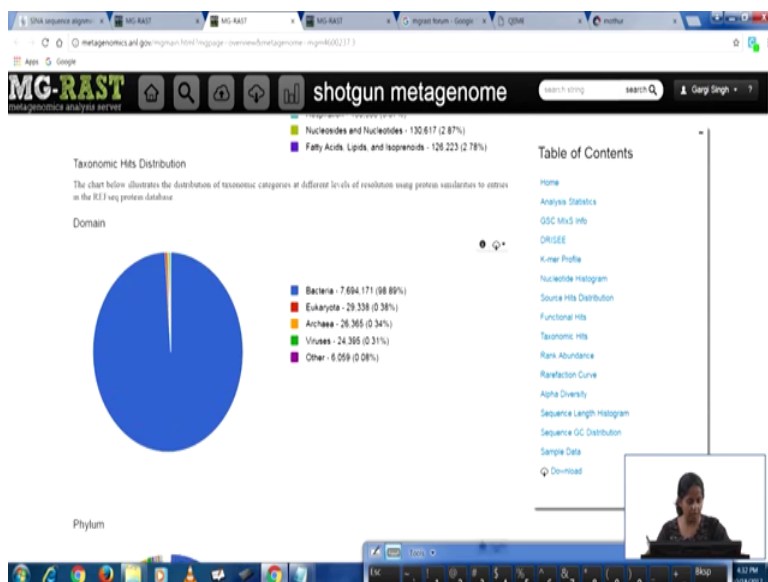 SINA sequence alignm
MG-RAST
MG-RAST
MG-RAST
mgrast forum - Google
QIIME
mothur
metagenomics.anl.gov/mgmain.html?mgpage=overview&metagenome=mgm4600237.3
Apps
Google
MG-RAST
metagenomics analysis server
shotgun metagenome
search string
search
Gargi Singh
?
Nucleosides and Nucleotides - 130,617 (2.87%)
Fatty Acids, Lipids, and Isoprenoids - 126,223 (2.78%)
Taxonomic Hits Distribution
The chart below illustrates the distribution of taxonomic categories at different levels of resolution using protein similarities to entries
in the REFseq protein database.
Domain
Bacteria - 7,694,171 (98.89%)
Eukaryota - 29,338 (0.38%)
Archaea - 26,365 (0.34%)
Viruses - 24,395 (0.31%)
Other - 6,059 (0.08%)
Phylum
Table of Contents
Home
Analysis Statistics
GSC MIxS Info
DRISEE
K-mer Profile
Nucleotide Histogram
Source Hits Distribution
Functional Hits
Taxonomic Hits
Rank Abundance
Rarefaction Curve
Alpha Diversity
Sequence Length Histogram
Sequence GC Distribution
Sample Data
Download
Tools
Esc
Bksp
4:32 PM